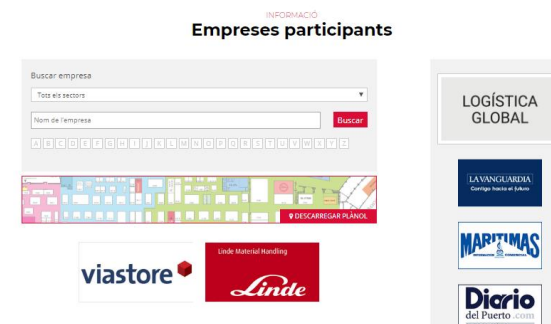 INFORMACIÓ
Empreses participants
Buscar empresa
Tots els sectors
Nom de l'empresa
Buscar
A B C D E F G H I J K L M N O P Q R S T U V W X Y Z
DESCARREGAR PLÀNOL
viastore
Linde Material Handling
Linde
LOGÍSTICA
GLOBAL
LA VANGUARDIA
Contigo hacia el futuro
MARITIMAS
Diario
del Puerto.com